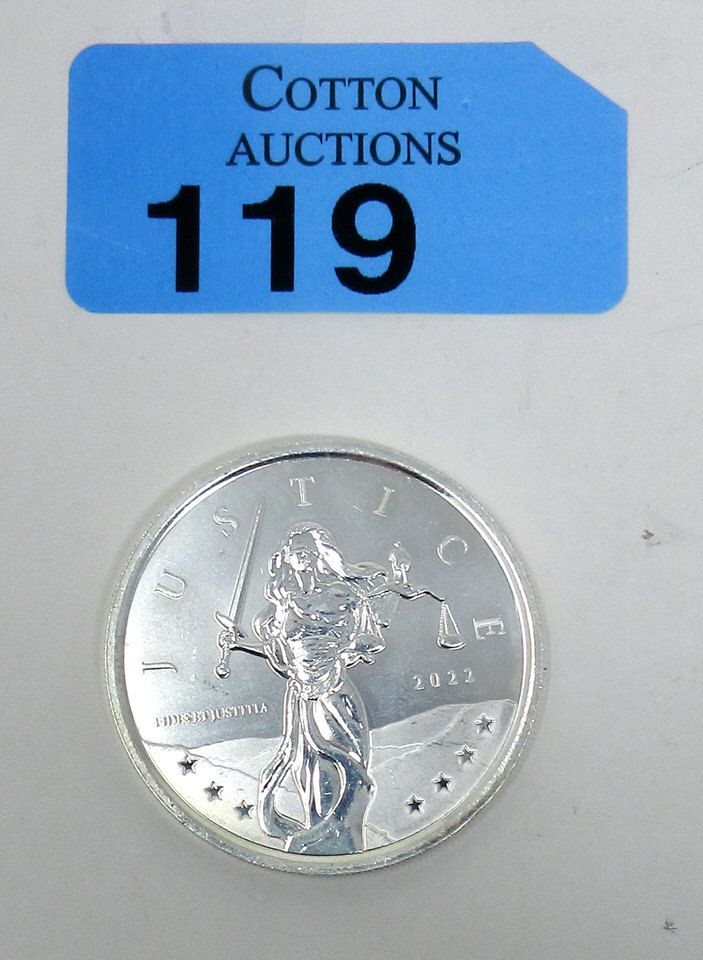 COTTON
AUCTIONS
119
JUSTICE
2022
FIDES ET JUSTITIA